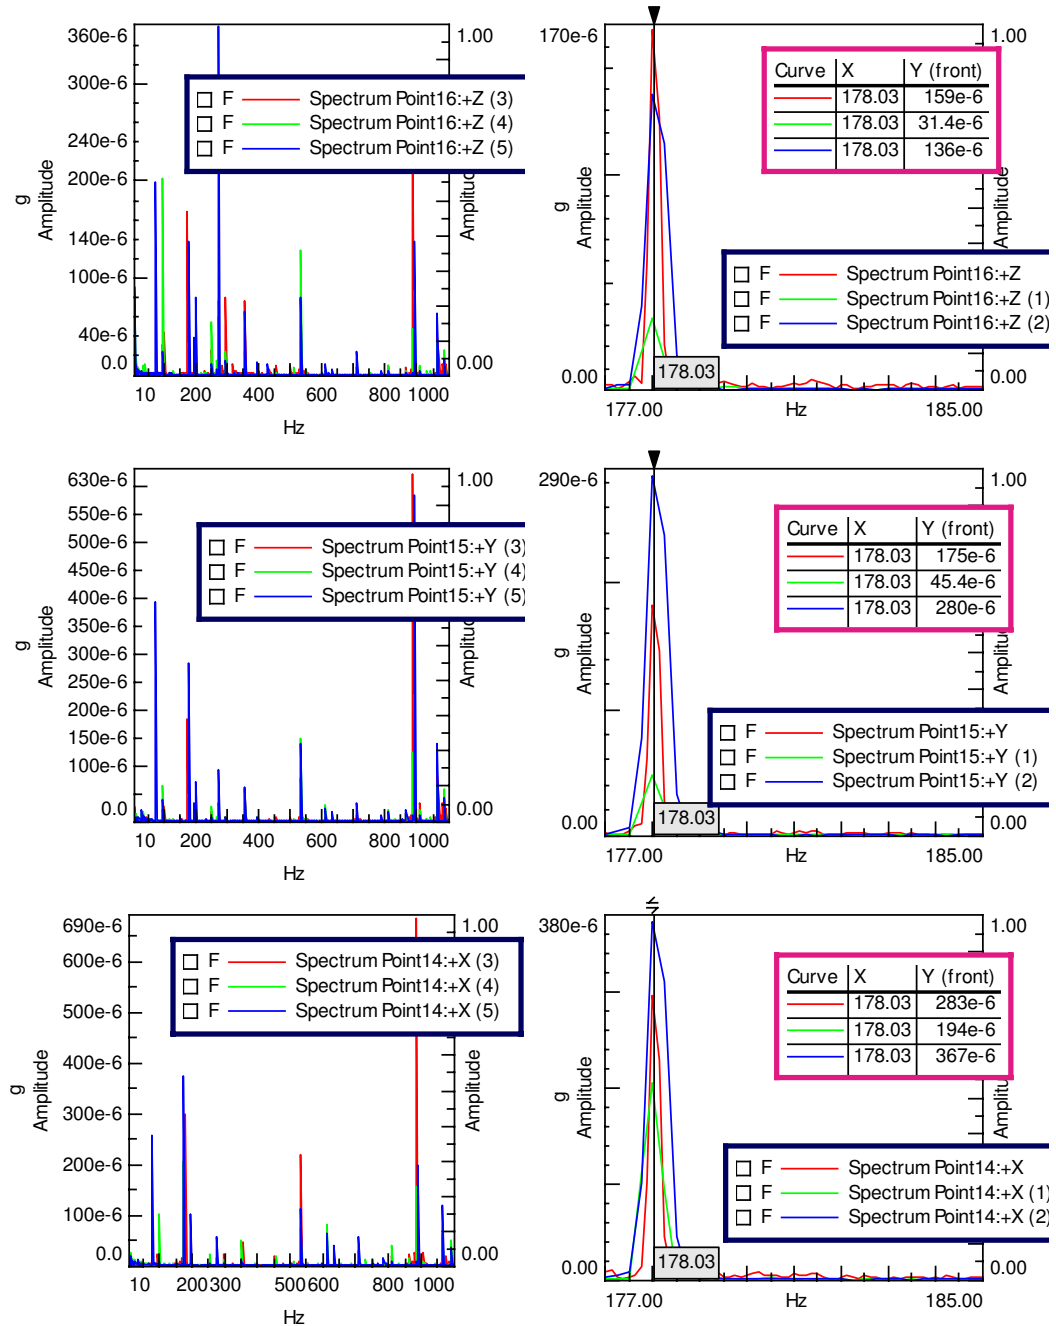 360e-6
300e-6
240e-6
200e-6
140e-6
100e-6
40e-6
0.0
g
Amplitude
1.00
0.00
10 200 400 600 800 1000
Hz
F Spectrum Point16:+Z (3)
F Spectrum Point16:+Z (4)
F Spectrum Point16:+Z (5)
170e-6
0.00
g
Amplitude
1.00
0.00
Amplitude
177.00 Hz 185.00
178.03
Curve X Y (front)
178.03 159e-6
178.03 31.4e-6
178.03 136e-6
F Spectrum Point16:+Z
F Spectrum Point16:+Z (1)
F Spectrum Point16:+Z (2)
630e-6
550e-6
500e-6
450e-6
400e-6
350e-6
300e-6
250e-6
200e-6
150e-6
100e-6
0.0
g
Amplitude
1.00
0.00
Amplitude
10 200 400 600 800 1000
Hz
F Spectrum Point15:+Y (3)
F Spectrum Point15:+Y (4)
F Spectrum Point15:+Y (5)
290e-6
0.00
g
Amplitude
1.00
0.00
Amplitude
177.00 Hz 185.00
178.03
Curve X Y (front)
178.03 175e-6
178.03 45.4e-6
178.03 280e-6
F Spectrum Point15:+Y
F Spectrum Point15:+Y (1)
F Spectrum Point15:+Y (2)
690e-6
600e-6
500e-6
400e-6
300e-6
200e-6
100e-6
0.0
g
Amplitude
1.00
0.00
Amplitude
10 200 300 500 600 800 1000
Hz
F Spectrum Point14:+X (3)
F Spectrum Point14:+X (4)
F Spectrum Point14:+X (5)
380e-6
0.00
g
Amplitude
1.00
0.00
Amplitude
177.00 Hz 185.00
178.03
Curve X Y (front)
178.03 283e-6
178.03 194e-6
178.03 367e-6
F Spectrum Point14:+X
F Spectrum Point14:+X (1)
F Spectrum Point14:+X (2)